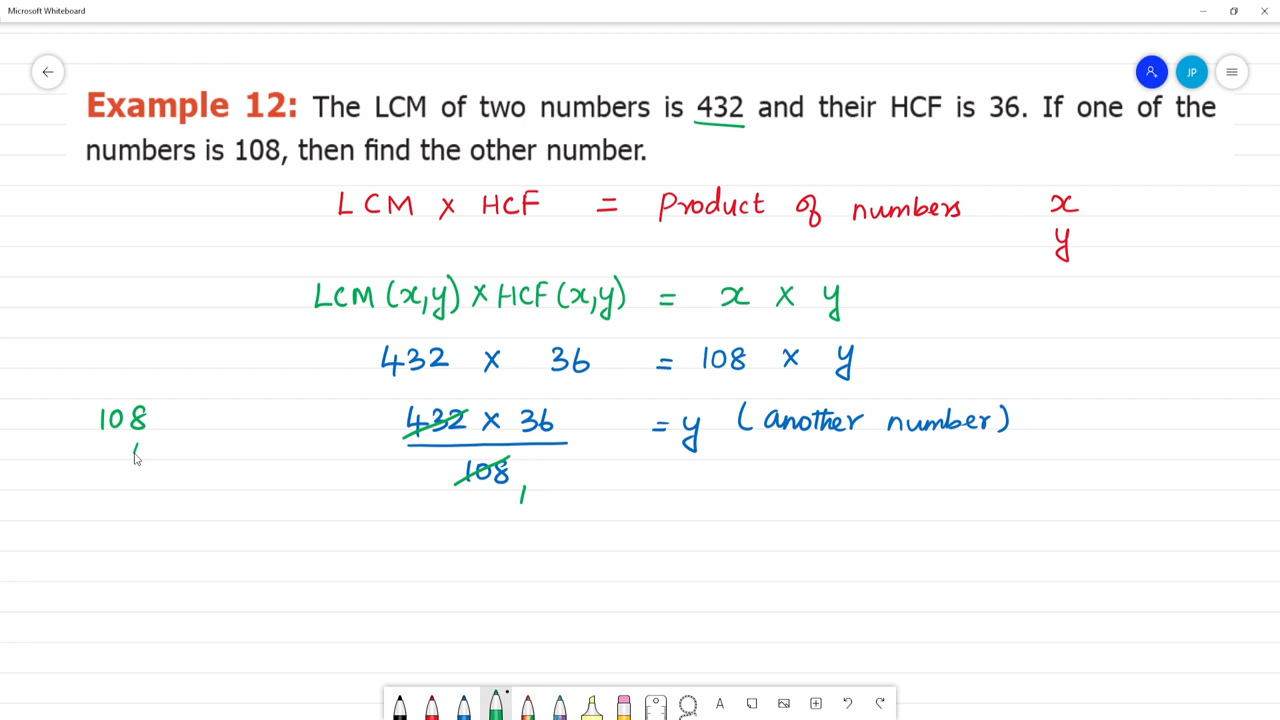 Microsoft Whiteboard
JP
Example 12: The LCM of two numbers is 432 and their HCF is 36. If one of the
numbers is 108, then find the other number.
LCM x HCF = Product of numbers x
y
LCM (x,y) x HCF (x,y) = x x y
432 x 36 = 108 x y
108
432 x 36 = y (another number)
108
1
A